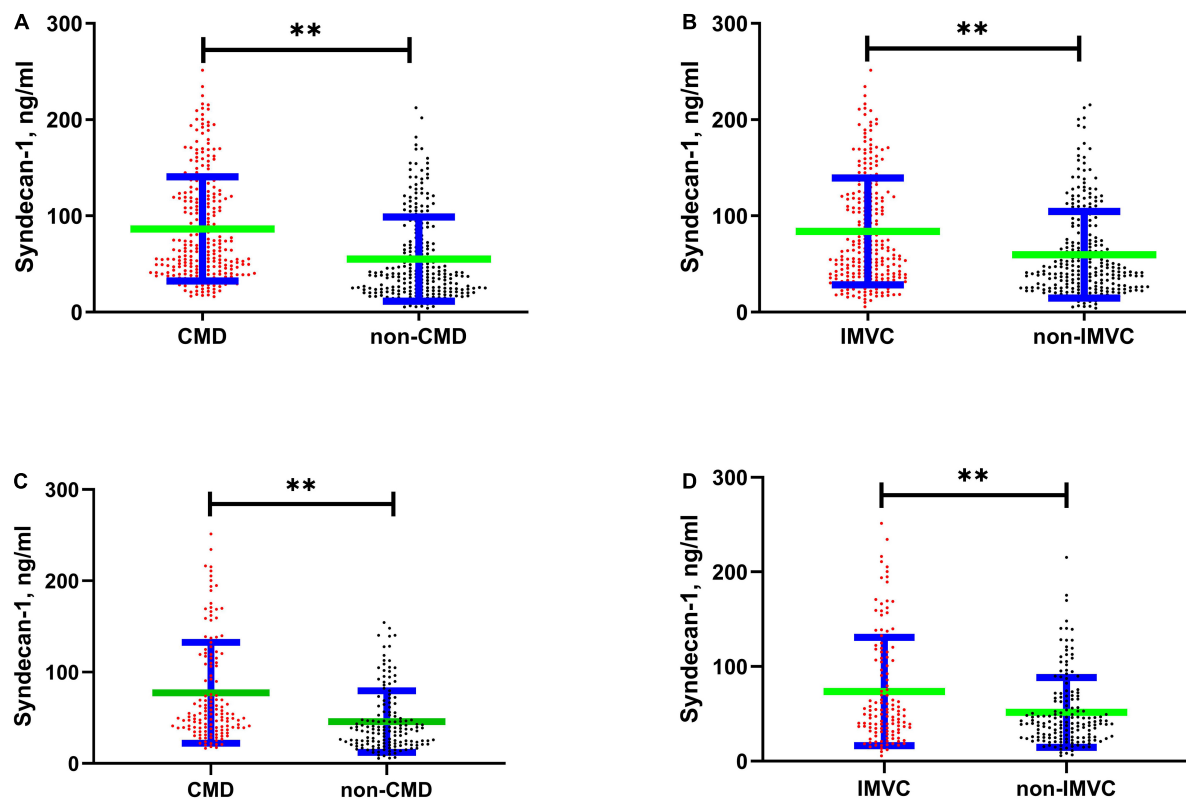 A
Syndecan-1, ng/ml
300
200
100
0
**
CMD
non-CMD
B
Syndecan-1, ng/ml
300
200
100
0
**
IMVC
non-IMVC
C
Syndecan-1, ng/ml
300
200
100
0
**
CMD
non-CMD
D
Syndecan-1, ng/ml
300
200
100
0
**
IMVC
non-IMVC